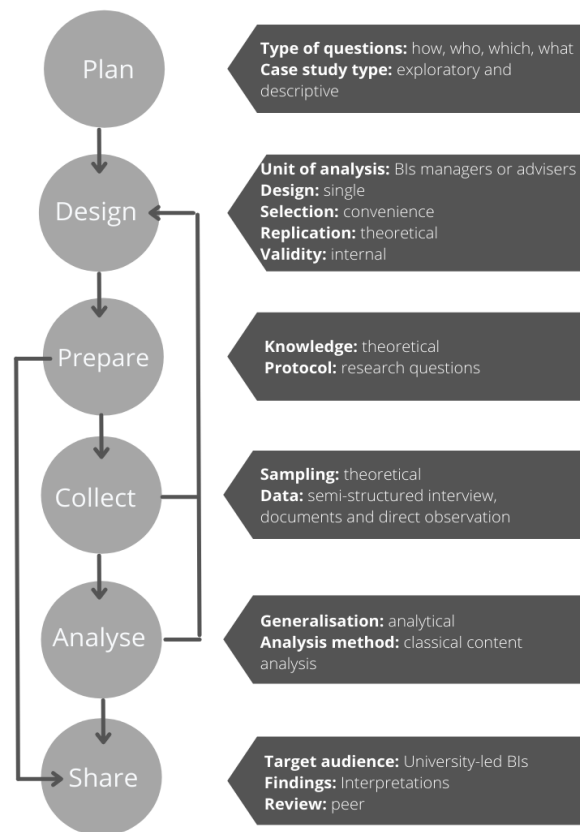 Plan
Type of questions: how, who, which, what
Case study type: exploratory and
descriptive
Design
Unit of analysis: BIs managers or advisers
Design: single
Selection: convenience
Replication: theoretical
Validity: internal
Prepare
Knowledge: theoretical
Protocol: research questions
Collect
Sampling: theoretical
Data: semi-structured interview,
documents and direct observation
Analyse
Generalisation: analytical
Analysis method: classical content
analysis
Share
Target audience: University-led BIs
Findings: Interpretations
Review: peer